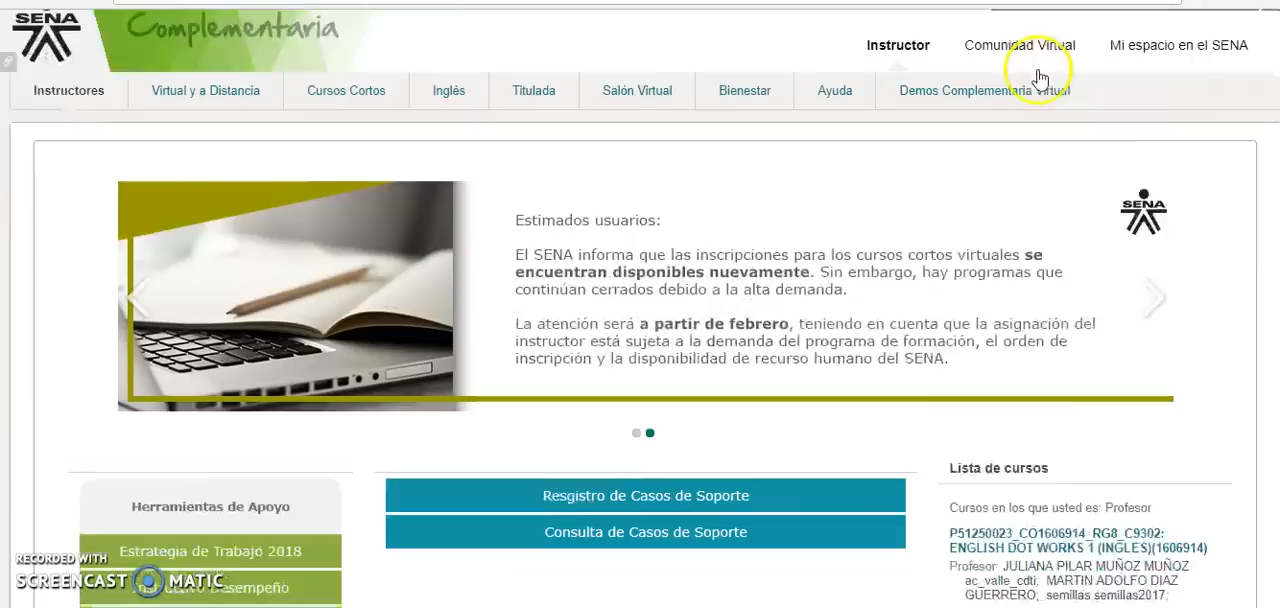 SENA
Complementaria
Instructor
Comunidad Virtual
Mi espacio en el SENA
Instructores
Virtual y a Distancia
Cursos Cortos
Inglés
Titulada
Salón Virtual
Bienestar
Ayuda
Demos Complementaria Virtual
SENA
Estimados usuarios:
El SENA informa que las inscripciones para los cursos cortos virtuales se
encuentran disponibles nuevamente. Sin embargo, hay programas que
continúan cerrados debido a la alta demanda.
La atención será a partir de febrero, teniendo en cuenta que la asignación del
instructor está sujeta a la demanda del programa de formación, el orden de
inscripción y la disponibilidad de recurso humano del SENA.
Herramientas de Apoyo
Estrategia de Trabajo 2018
Instructivo Desempeño
Resgistro de Casos de Soporte
Consulta de Casos de Soporte
Lista de cursos
Cursos en los que usted es: Profesor
P51250023_CO1606914_RG8_C9302:
ENGLISH DOT WORKS 1 (INGLES)(1606914)
Profesor: JULIANA PILAR MUÑOZ MUÑOZ
ac_valle_cdti; MARTIN ADOLFO DIAZ
GUERRERO; semillas semillas2017;
RECORDED WITH
SCREENCAST MATIC